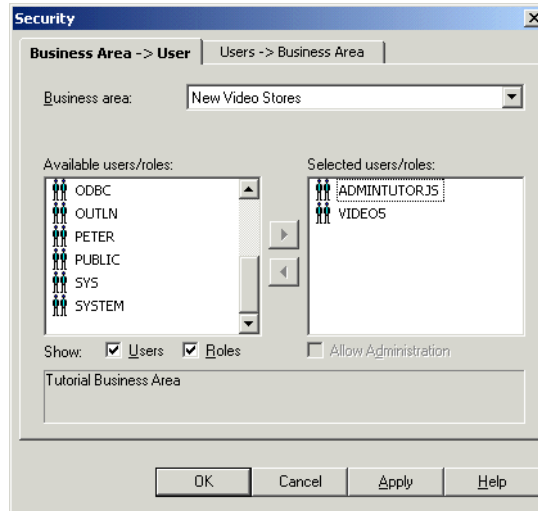 Security
Business Area -> User
Users -> Business Area
Business area:
New Video Stores
Available users/roles:
Selected users/roles:
ODBC
OUTLN
PETER
PUBLIC
SYS
SYSTEM
ADMINTUTORJS
VIDEO5
Show:
Users
Roles
Allow Administration
Tutorial Business Area
OK
Cancel
Apply
Help